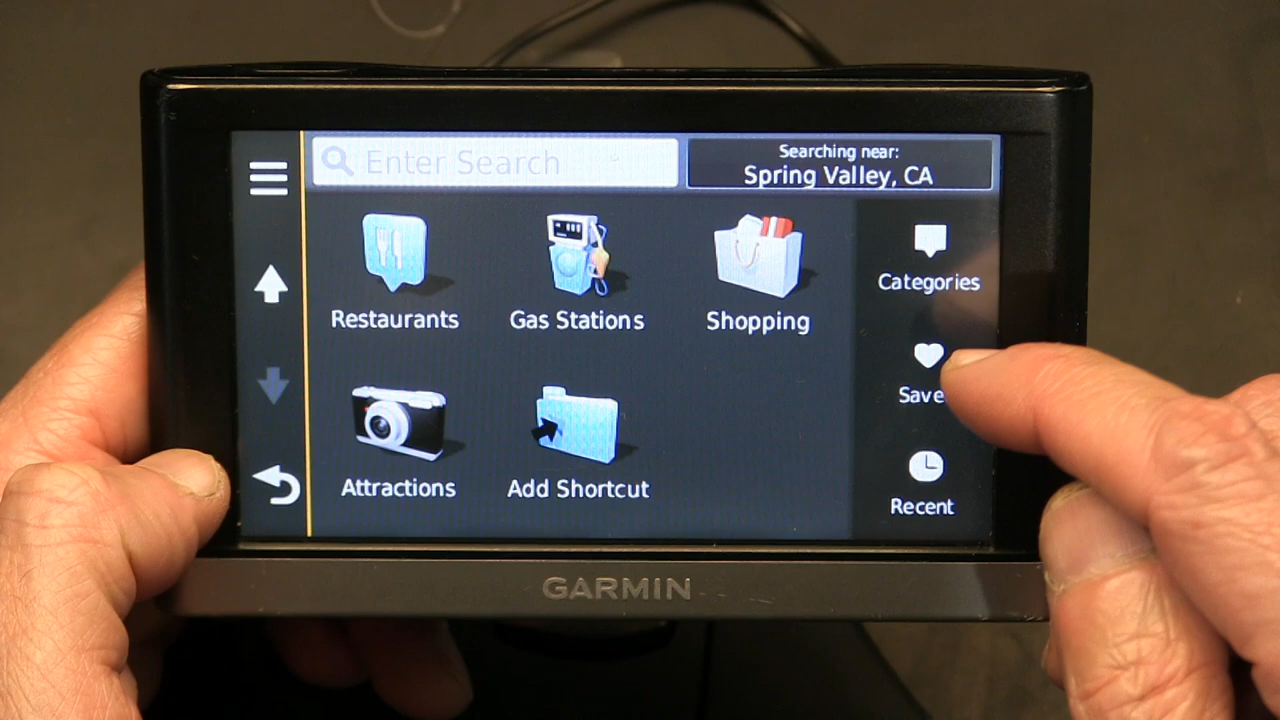 Enter Search
Searching near:
Spring Valley, CA
Restaurants
Gas Stations
Shopping
Categories
Attractions
Add Shortcut
Save
Recent
GARMIN